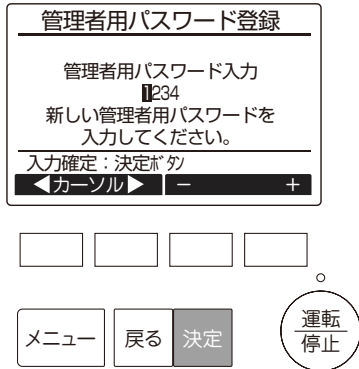 管理者用パスワード登録
管理者用パスワード入力
1234
新しい管理者用パスワードを
入力してください。
入力確定：決定ﾎﾞﾀﾝ
◀カーソル▶ － ＋
メニュー 戻る 決定 運転
停止